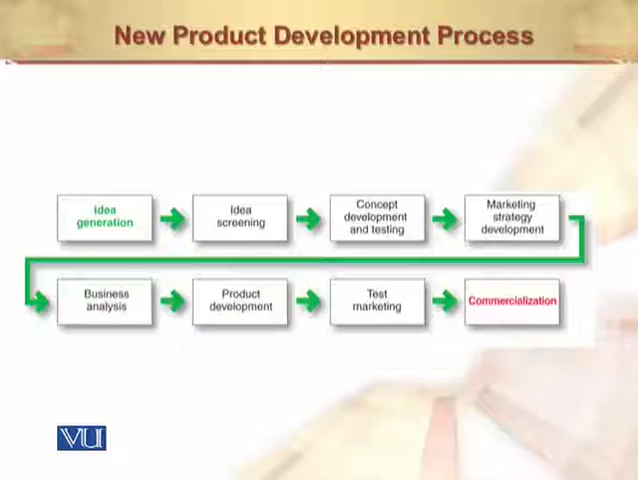 New Product Development Process
Idea
generation
Idea
screening
Concept
development
and testing
Marketing
strategy
development
Business
analysis
Product
development
Test
marketing
Commercialization
VU